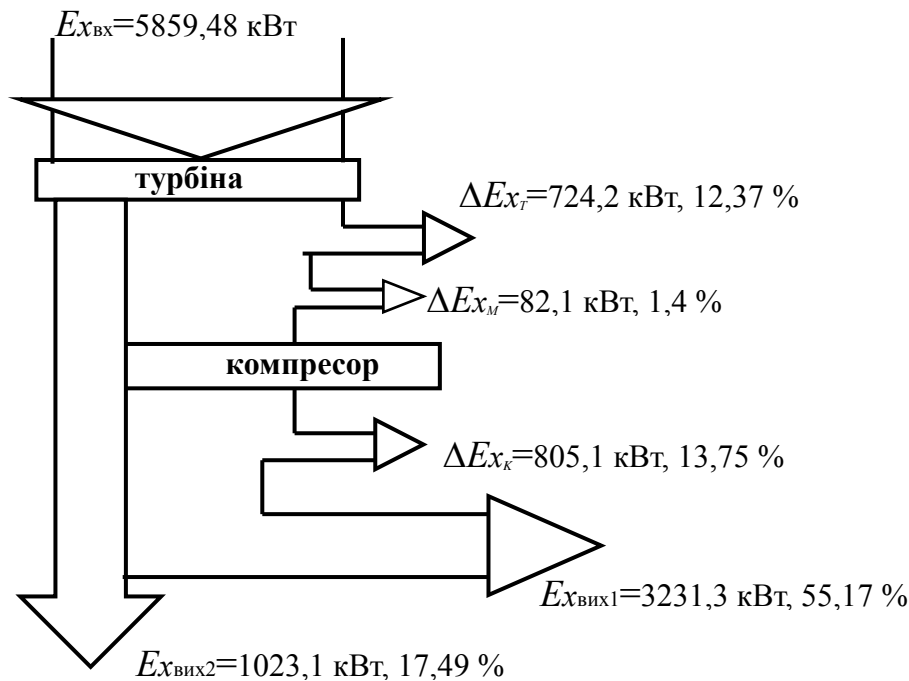 Exвх=5859,48 кВт
турбіна
ΔExТ=724,2 кВт, 12,37 %
ΔExМ=82,1 кВт, 1,4 %
компресор
ΔExК=805,1 кВт, 13,75 %
Exвих1=3231,3 кВт, 55,17 %
Exвих2=1023,1 кВт, 17,49 %